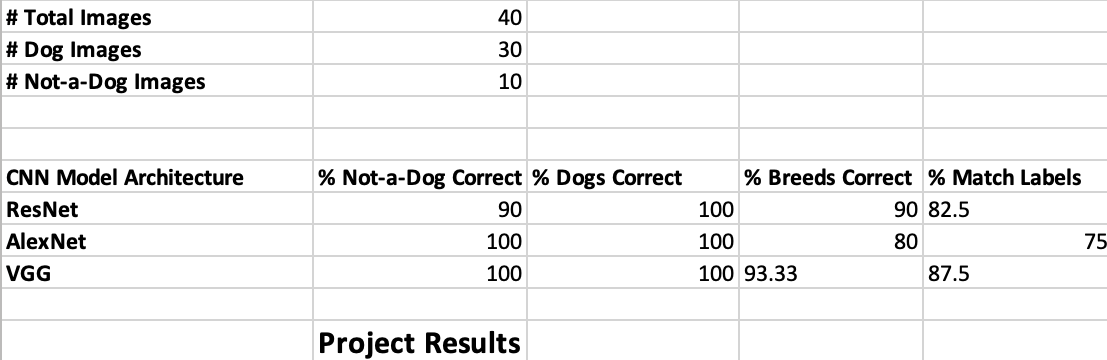 # Total Images 40
# Dog Images 30
# Not-a-Dog Images 10
CNN Model Architecture % Not-a-Dog Correct % Dogs Correct % Breeds Correct % Match Labels
ResNet 90 100 90 82.5
AlexNet 100 100 80 75
VGG 100 100 93.33 87.5
Project Results